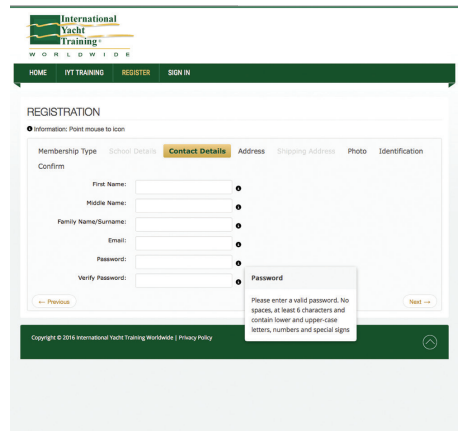 International
Yacht
Training®
WORLDWIDE
HOME IYT TRAINING REGISTER SIGN IN
REGISTRATION
Information: Point mouse to icon
Membership Type School Details Contact Details Address Shipping Address Photo Identification
Confirm
First Name:
Middle Name:
Family Name/Surname:
Email:
Password:
Verify Password:
Password
Please enter a valid password. No
spaces, at least 6 characters and
contain lower and upper-case
letters, numbers and special signs
← Previous
Next →
Copyright © 2016 International Yacht Training Worldwide | Privacy Policy